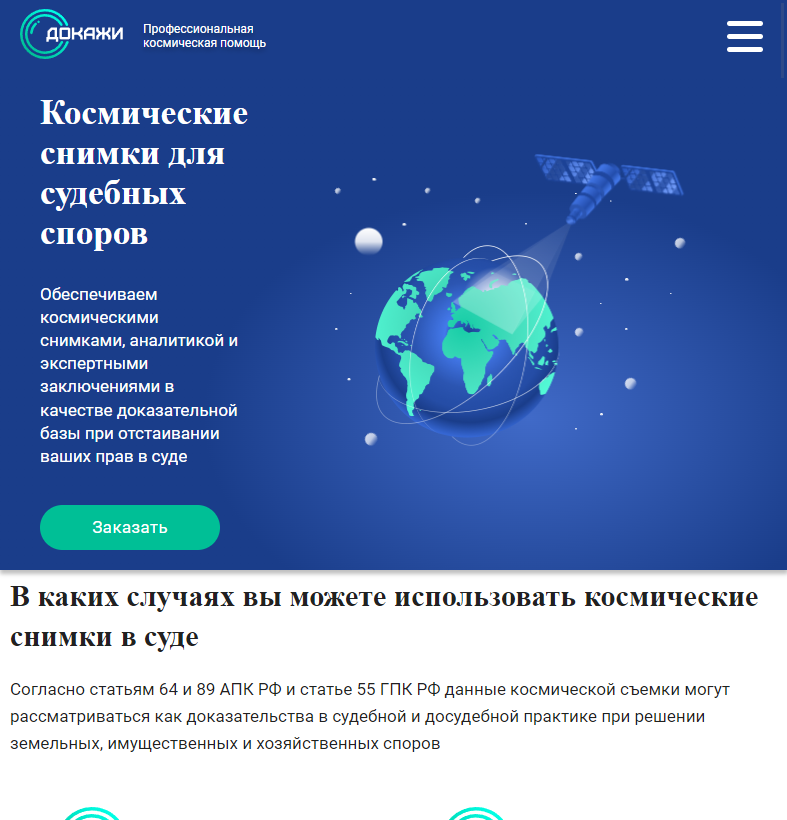 ДОКАЖИ
Профессиональная
космическая помощь
Космические
снимки для
судебных
споров
Обеспечиваем
космическими
снимками, аналитикой и
экспертными
заключениями в
качестве доказательной
базы при отстаивании
ваших прав в суде
Заказать
В каких случаях вы можете использовать космические
снимки в суде
Согласно статьям 64 и 89 АПК РФ и статье 55 ГПК РФ данные космической съемки могут
рассматриваться как доказательства в судебной и досудебной практике при решении
земельных, имущественных и хозяйственных споров